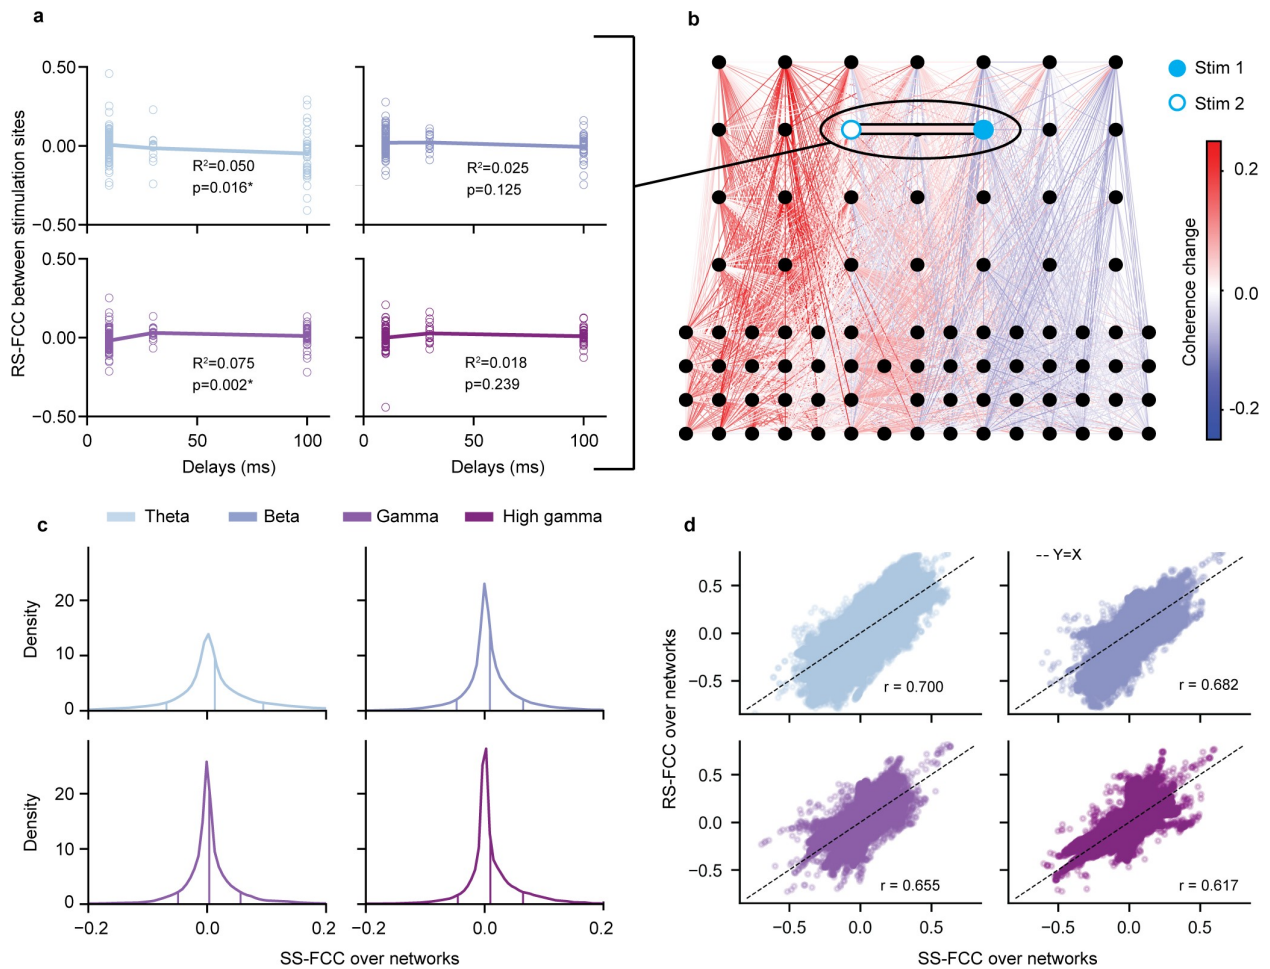 a
RS-FCC between stimulation sites
0.50
0.00
−0.50
R²=0.050
p=0.016*
R²=0.025
p=0.125
0.50
0.00
−0.50
R²=0.075
p=0.002*
R²=0.018
p=0.239
0
50
100
0
50
100
Delays (ms)
Delays (ms)
b
Stim 1
Stim 2
0.2
0.0
-0.2
Coherence change
c
Theta
Beta
Gamma
High gamma
Density
20
10
0
Density
20
10
0
−0.2
0.0
0.2
−0.2
0.0
0.2
SS-FCC over networks
d
RS-FCC over networks
0.5
0.0
−0.5
r = 0.700
-- Y=X
r = 0.682
0.5
0.0
−0.5
r = 0.655
r = 0.617
−0.5
0.0
0.5
−0.5
0.0
0.5
SS-FCC over networks